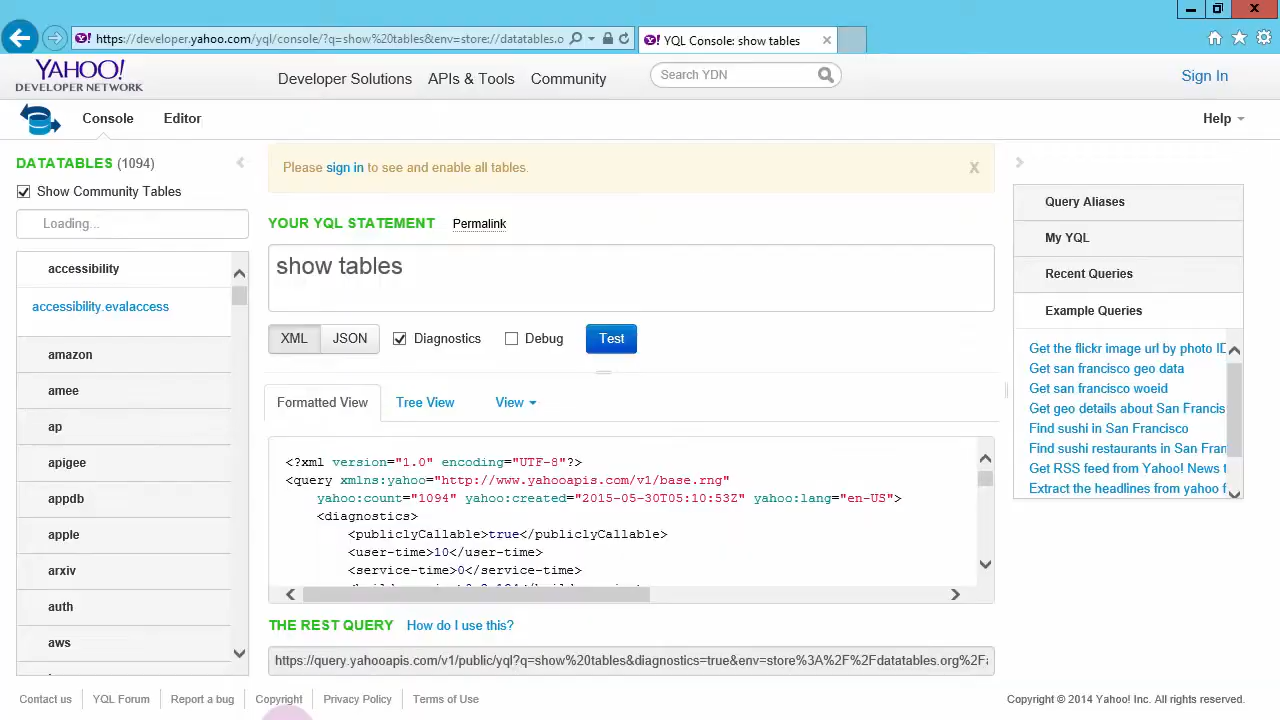 https://developer.yahoo.com/yql/console/?q=show%20tables&env=store://datatables.o
YQL Console: show tables
YAHOO!
DEVELOPER NETWORK
Developer Solutions
APIs & Tools
Community
Search YDN
Sign In
Console
Editor
Help
DATATABLES (1094)
Show Community Tables
Loading...
accessibility
accessibility.evalaccess
amazon
amee
ap
apigee
appdb
apple
arxiv
auth
aws
Please sign in to see and enable all tables.
X
YOUR YQL STATEMENT
Permalink
show tables
XML
JSON
Diagnostics
Debug
Test
Formatted View
Tree View
View
<?xml version="1.0" encoding="UTF-8"?>
<query xmlns:yahoo="http://www.yahooapis.com/v1/base.rng"
yahoo:count="1094" yahoo:created="2015-05-30T05:10:53Z" yahoo:lang="en-US">
<diagnostics>
<publiclyCallable>true</publiclyCallable>
<user-time>10</user-time>
<service-time>0</service-time>
THE REST QUERY
How do I use this?
https://query.yahooapis.com/v1/public/yql?q=show%20tables&diagnostics=true&env=store%3A%2F%2Fdatatables.org%2Fa
Query Aliases
My YQL
Recent Queries
Example Queries
Get the flickr image url by photo ID
Get san francisco geo data
Get san francisco woeid
Get geo details about San Francis
Find sushi in San Francisco
Find sushi restaurants in San Fran
Get RSS feed from Yahoo! News t
Extract the headlines from yahoo f
Contact us
YQL Forum
Report a bug
Copyright
Privacy Policy
Terms of Use
Copyright © 2014 Yahoo! Inc. All rights reserved.